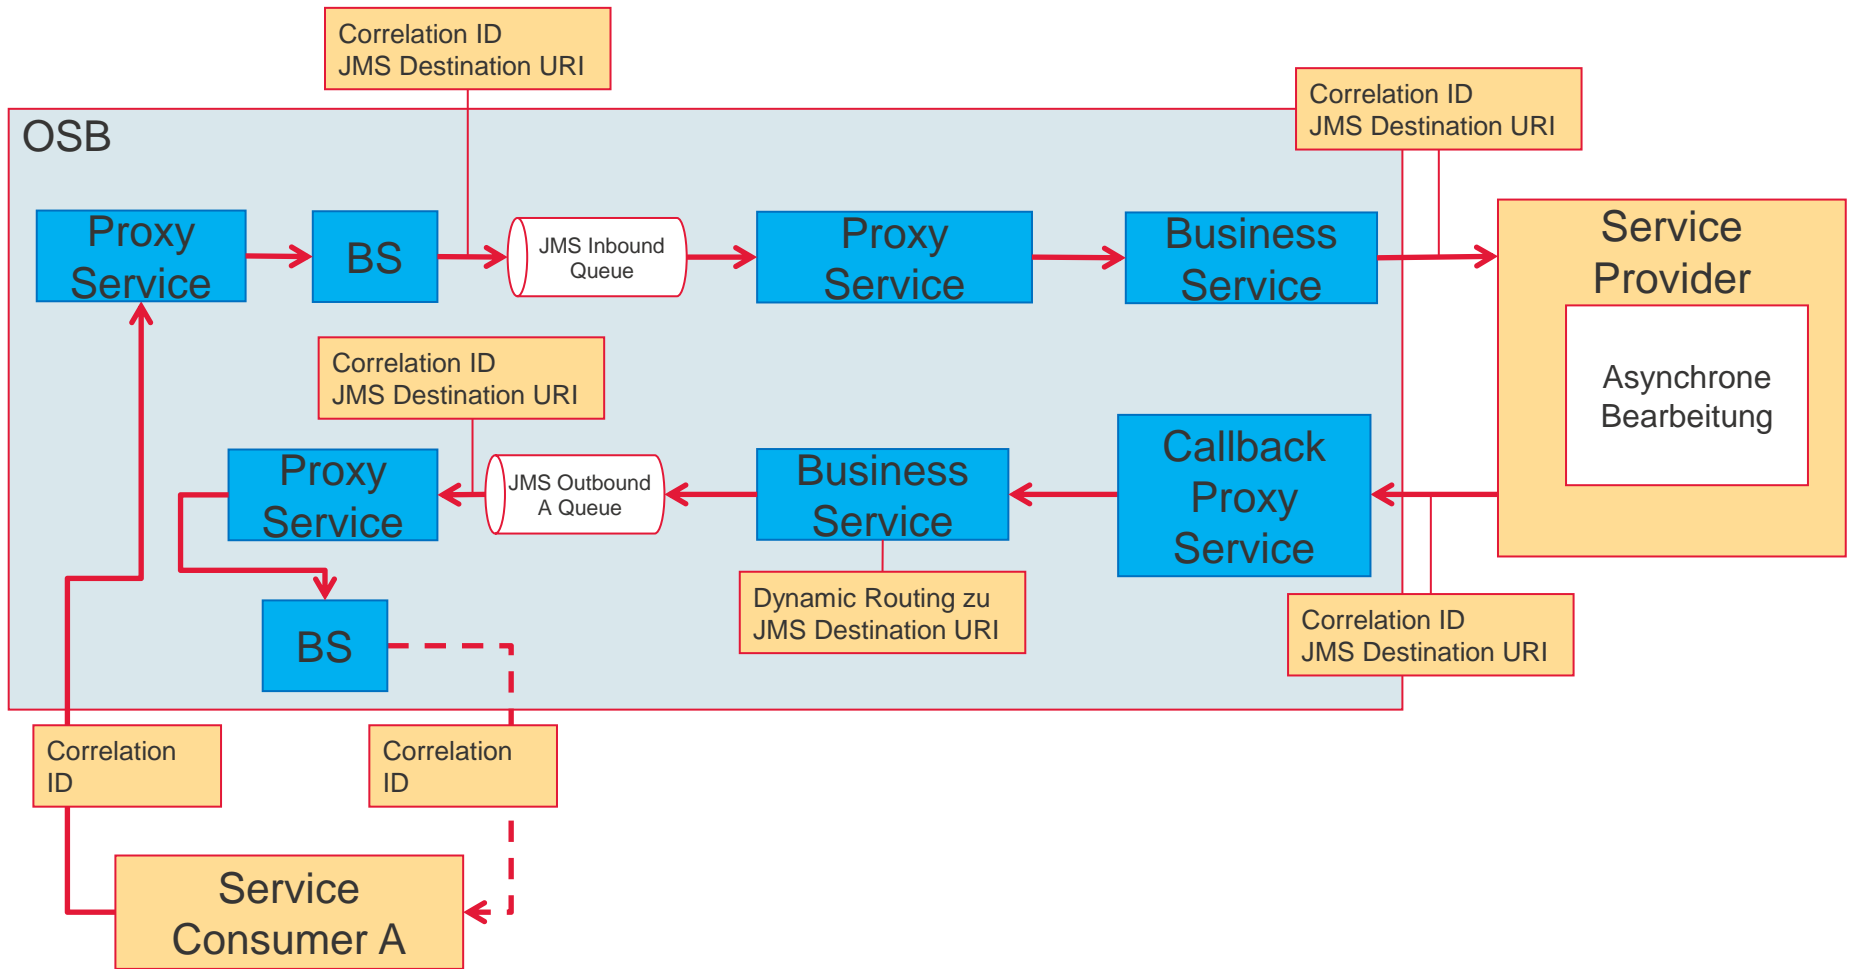 Correlation ID
JMS Destination URI
Correlation ID
JMS Destination URI
OSB
Proxy
Service
BS
JMS Inbound
Queue
Proxy
Service
Business
Service
Service
Provider
Asynchrone
Bearbeitung
Correlation ID
JMS Destination URI
Proxy
Service
JMS Outbound
A Queue
Business
Service
Callback
Proxy
Service
Dynamic Routing zu
JMS Destination URI
Correlation ID
JMS Destination URI
BS
Correlation
ID
Correlation
ID
Service
Consumer A